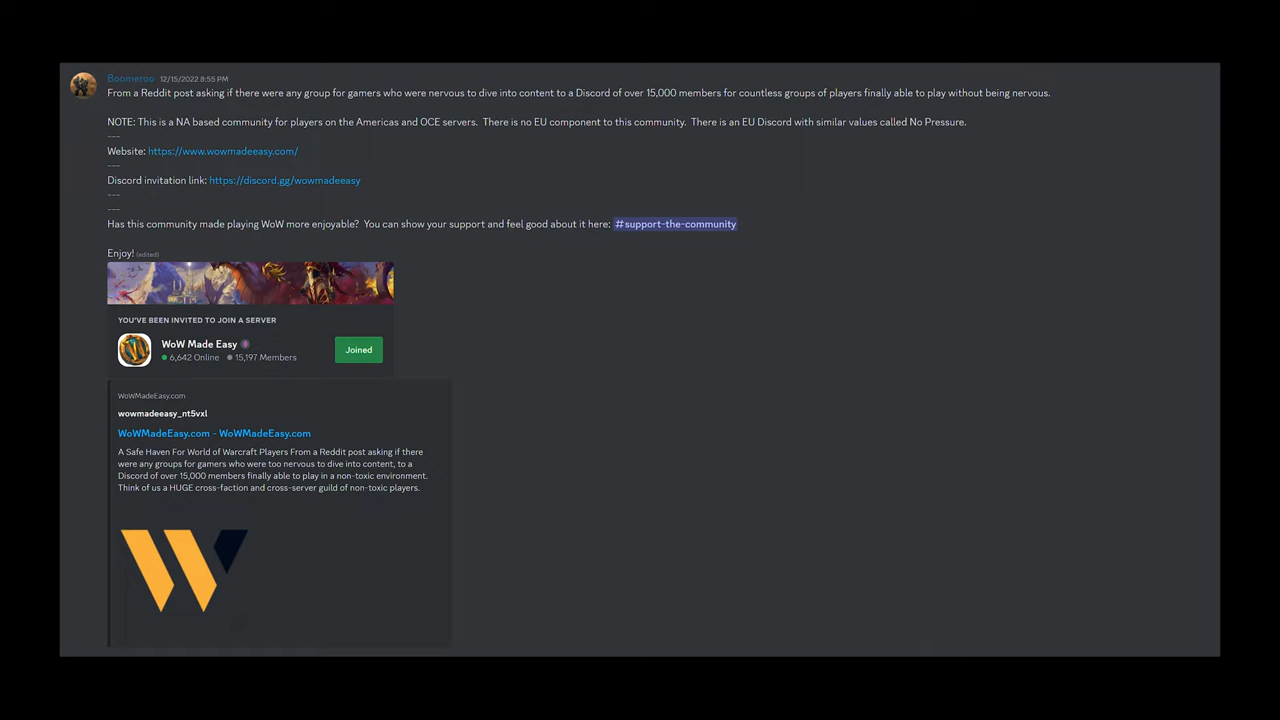 Boomeroo 12/15/2022 8:55 PM
From a Reddit post asking if there were any group for gamers who were nervous to dive into content to a Discord of over 15,000 members for countless groups of players finally able to play without being nervous.
NOTE: This is a NA based community for players on the Americas and OCE servers. There is no EU component to this community. There is an EU Discord with similar values called No Pressure.
---
Website: https://www.wowmadeeasy.com/
---
Discord invitation link: https://discord.gg/wowmadeeasy
---
---
Has this community made playing WoW more enjoyable? You can show your support and feel good about it here: #support-the-community
Enjoy! (edited)
YOU'VE BEEN INVITED TO JOIN A SERVER
WoW Made Easy
6,642 Online 15,197 Members
Joined
WoWMadeEasy.com
wowmadeeasy_nt5vxl
WoWMadeEasy.com - WoWMadeEasy.com
A Safe Haven For World of Warcraft Players From a Reddit post asking if there
were any groups for gamers who were too nervous to dive into content, to a
Discord of over 15,000 members finally able to play in a non-toxic environment.
Think of us a HUGE cross-faction and cross-server guild of non-toxic players.